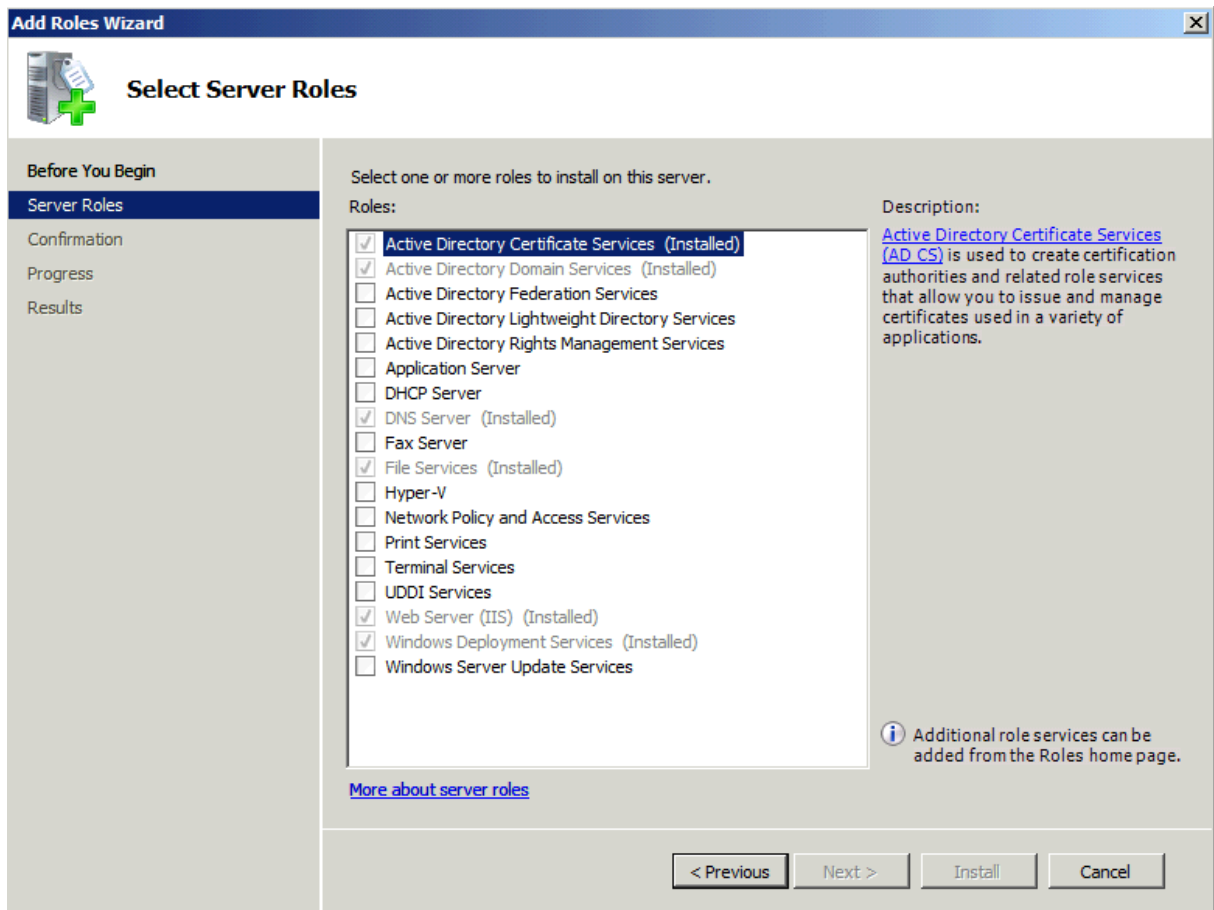 Add Roles Wizard
Select Server Roles
Before You Begin
Server Roles
Confirmation
Progress
Results
Select one or more roles to install on this server.
Roles:
Active Directory Certificate Services (Installed)
Active Directory Domain Services (Installed)
Active Directory Federation Services
Active Directory Lightweight Directory Services
Active Directory Rights Management Services
Application Server
DHCP Server
DNS Server (Installed)
Fax Server
File Services (Installed)
Hyper-V
Network Policy and Access Services
Print Services
Terminal Services
UDDI Services
Web Server (IIS) (Installed)
Windows Deployment Services (Installed)
Windows Server Update Services
More about server roles
Description:
Active Directory Certificate Services
(AD CS) is used to create certification
authorities and related role services
that allow you to issue and manage
certificates used in a variety of
applications.
Additional role services can be
added from the Roles home page.
< Previous
Next >
Install
Cancel